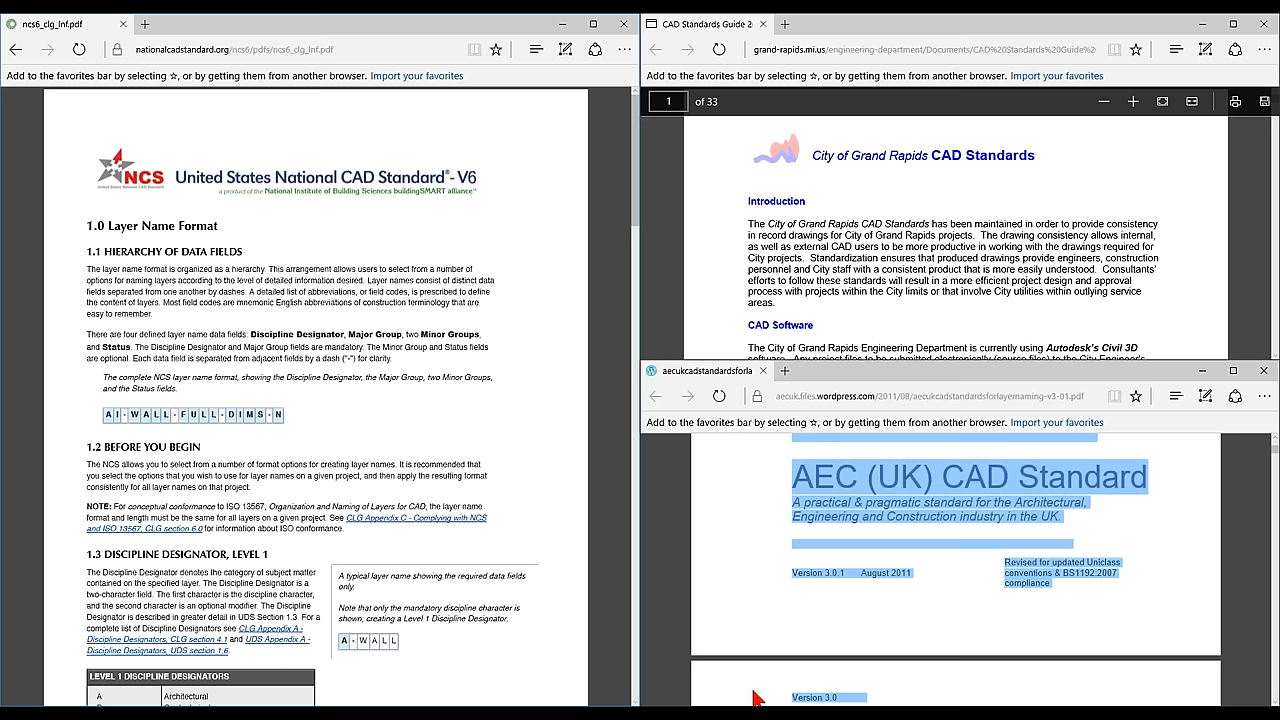 ncs6_clg_lnf.pdf
nationalcadstandard.org/ncs6/pdfs/ncs6_clg_lnf.pdf
Add to the favorites bar by selecting ☆, or by getting them from another browser. Import your favorites
NCS
United States National CAD Standard®- V6
a product of the National Institute of Building Sciences buildingSMART alliance™
1.0 Layer Name Format
1.1 HIERARCHY OF DATA FIELDS
The layer name format is organized as a hierarchy. This arrangement allows users to select from a number of
options for naming layers according to the level of detailed information desired. Layer names consist of distinct data
fields separated from one another by dashes. A detailed list of abbreviations, or field codes, is prescribed to define
the content of layers. Most field codes are mnemonic English abbreviations of construction terminology that are
easy to remember.
There are four defined layer name data fields: Discipline Designator, Major Group, two Minor Groups,
and Status. The Discipline Designator and Major Group fields are mandatory. The Minor Group and Status fields
are optional. Each data field is separated from adjacent fields by a dash ("-") for clarity.
The complete NCS layer name format, showing the Discipline Designator, the Major Group, two Minor Groups,
and the Status fields.
A I - W A L L - F U L L - D I M S - N
1.2 BEFORE YOU BEGIN
The NCS allows you to select from a number of format options for creating layer names. It is recommended that
you select the options that you wish to use for layer names on a given project, and then apply the resulting format
consistently for all layer names on that project.
NOTE: For conceptual conformance to ISO 13567, Organization and Naming of Layers for CAD, the layer name
format and length must be the same for all layers on a given project. See CLG Appendix C - Complying with NCS
and ISO 13567, CLG section 6.0 for information about ISO conformance.
1.3 DISCIPLINE DESIGNATOR, LEVEL 1
The Discipline Designator denotes the category of subject matter
contained on the specified layer. The Discipline Designator is a
two-character field. The first character is the discipline character,
and the second character is an optional modifier. The Discipline
Designator is described in greater detail in UDS Section 1.3. For a
complete list of Discipline Designators see CLG Appendix A -
Discipline Designators, CLG section 4.1 and UDS Appendix A -
Discipline Designators, UDS section 1.6.
A typical layer name showing the required data fields
only.
Note that only the mandatory discipline character is
shown, creating a Level 1 Discipline Designator.
A - W A L L
LEVEL 1 DISCIPLINE DESIGNATORS
A Architectural
CAD Standards Guide 2
grand-rapids.mi.us/engineering-department/Documents/CAD%20Standards%20Guide%2
Add to the favorites bar by selecting ☆, or by getting them from another browser. Import your favorites
1 of 33
City of Grand Rapids CAD Standards
Introduction
The City of Grand Rapids CAD Standards has been maintained in order to provide consistency
in record drawings for City of Grand Rapids projects. The drawing consistency allows internal,
as well as external CAD users to be more productive in working with the drawings required for
City projects. Standardization ensures that produced drawings provide engineers, construction
personnel and City staff with a consistent product that is more easily understood. Consultants'
efforts to follow these standards will result in a more efficient project design and approval
process with projects within the City limits or that involve City utilities within outlying service
areas.
CAD Software
The City of Grand Rapids Engineering Department is currently using Autodesk's Civil 3D
software. Any project files to be submitted electronically (source files) to the City Engineer's
aecukcadstandardsforla
aecuk.files.wordpress.com/2011/08/aecukcadstandardsforlayernaming-v3-01.pdf
Add to the favorites bar by selecting ☆, or by getting them from another browser. Import your favorites
AEC (UK) CAD Standard
A practical & pragmatic standard for the Architectural,
Engineering and Construction industry in the UK.
Version 3.0.1 August 2011
Revised for updated Uniclass
conventions & BS1192:2007
compliance
Version 3.0